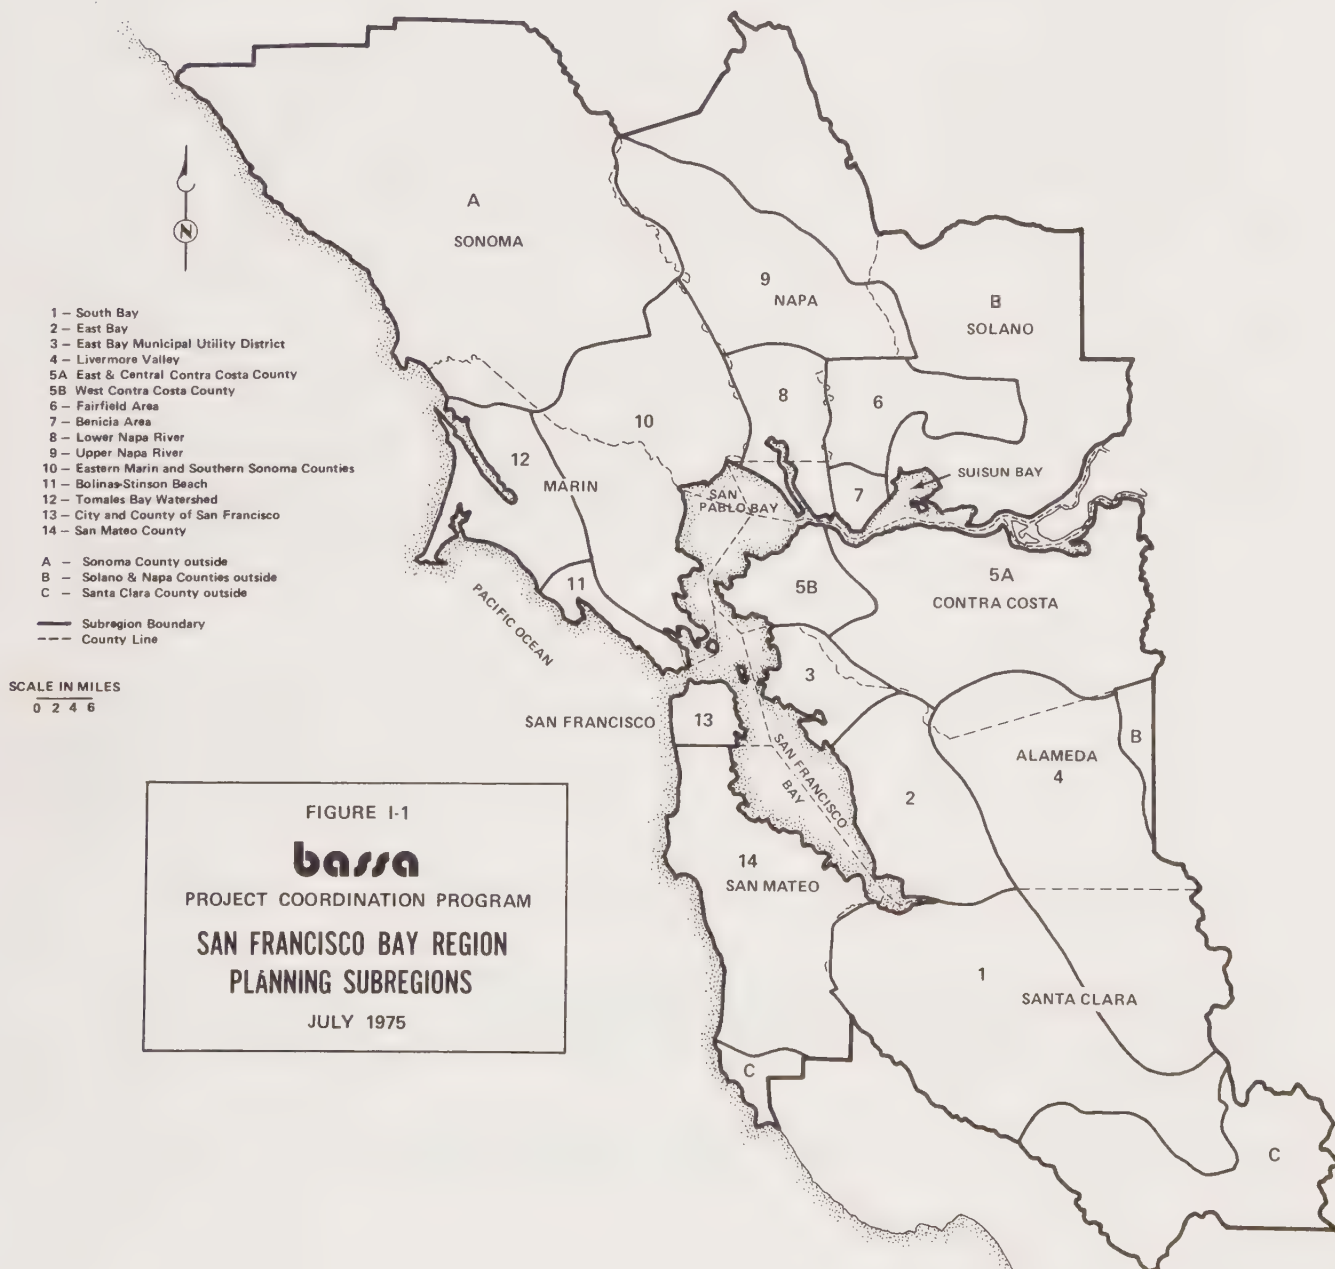 A
SONOMA
N
9
NAPA
B
SOLANO
1 – South Bay
2 – East Bay
3 – East Bay Municipal Utility District
4 – Livermore Valley
5A East & Central Contra Costa County
5B West Contra Costa County
6 – Fairfield Area
7 – Benicia Area
8 – Lower Napa River
9 – Upper Napa River
10 – Eastern Marin and Southern Sonoma Counties
11 – Bolinas-Stinson Beach
12 – Tomales Bay Watershed
13 – City and County of San Francisco
14 – San Mateo County
A – Sonoma County outside
B – Solano & Napa Counties outside
C – Santa Clara County outside
Subregion Boundary
County Line
SCALE IN MILES
0 2 4 6
8
6
10
12
MARIN
SUISUN BAY
7
SAN
PABLO BAY
11
5B
5A
CONTRA COSTA
PACIFIC OCEAN
3
SAN FRANCISCO
13
SAN FRANCISCO
BAY
B
ALAMEDA
4
2
14
SAN MATEO
1
SANTA CLARA
C
C
FIGURE I-1
bassa
PROJECT COORDINATION PROGRAM
SAN FRANCISCO BAY REGION
PLANNING SUBREGIONS
JULY 1975